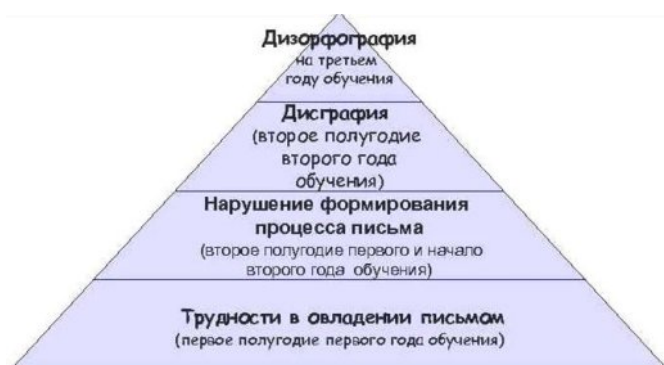 Дизорфография
на третьем
году обучения
Дисграфия
(второе полугодие
второго года
обучения)
Нарушение формирования
процесса письма
(второе полугодие первого и начало
второго года обучения)
Трудности в овладении письмом
(первое полугодие первого года обучения)